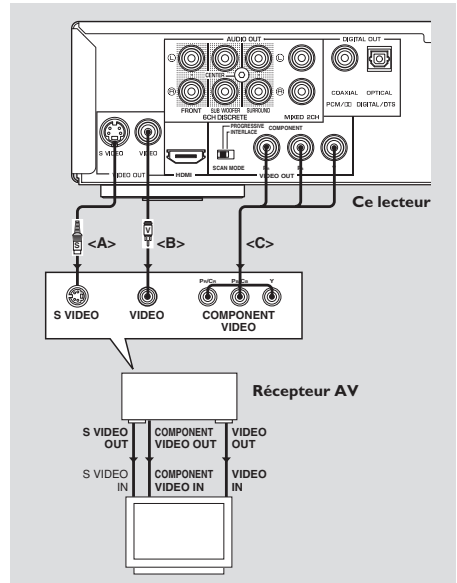 AUDIO OUT
DIGITAL OUT
L
L
CENTER
R
R
COAXIAL OPTICAL
FRONT SUB WOOFER SURROUND
6CH DISCRETE
MIXED 2CH
PCM/DD DIGITAL/DTS
PROGRESSIVE
INTERLACE
COMPONENT
S VIDEO VIDEO
HDMI
SCAN MODE
VIDEO OUT
VIDEO OUT
Ce lecteur
<A>
<B>
<C>
S
V
PR/CR PB/CB Y
S VIDEO
VIDEO
COMPONENT
VIDEO
Récepteur AV
S VIDEO
OUT
COMPONENT
VIDEO OUT
VIDEO
OUT
S VIDEO
IN
COMPONENT
VIDEO IN
VIDEO
IN